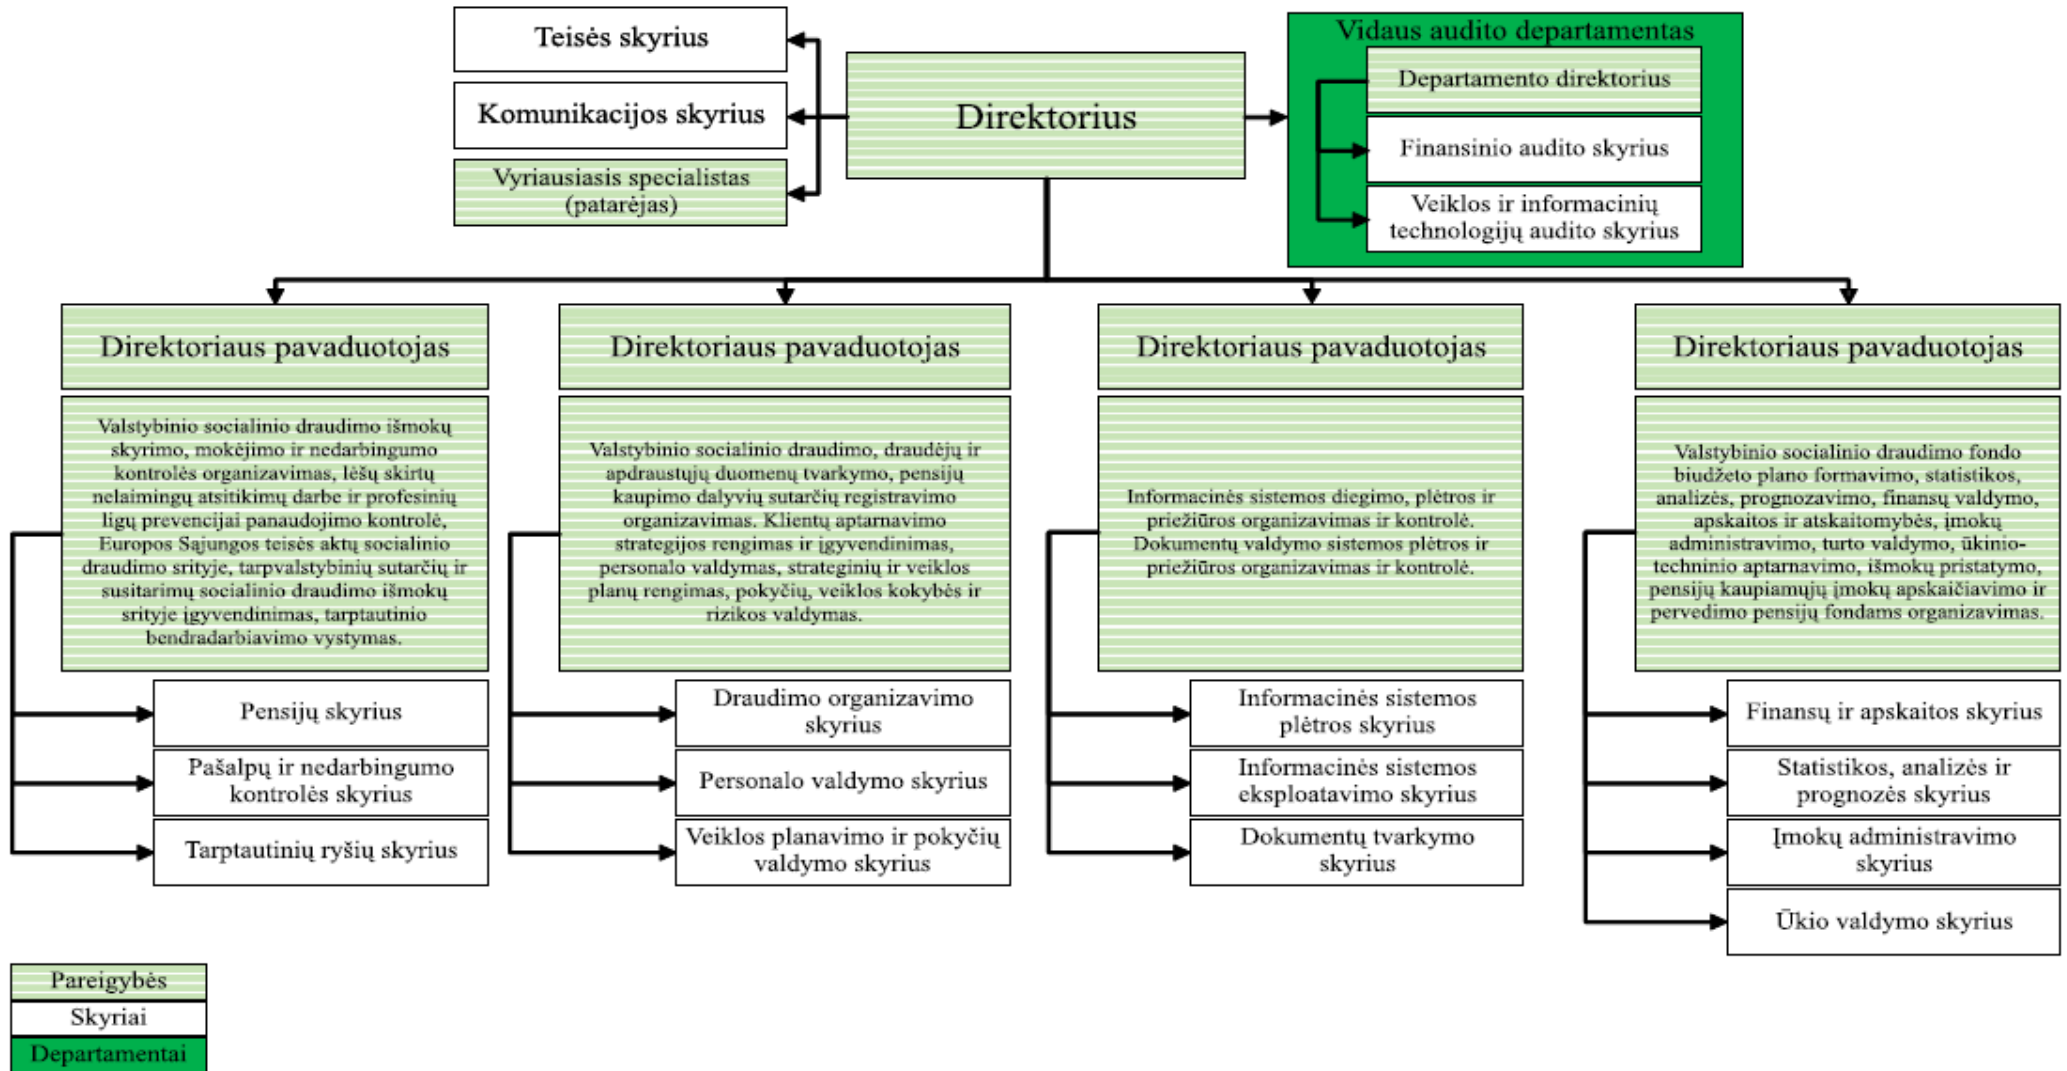 Teisės skyrius
Komunikacijos skyrius
Vyriausiasis specialistas
(patarėjas)
Direktorius
Vidaus audito departamentas
Departamento direktorius
Finansinio audito skyrius
Veiklos ir informacinių
technologijų audito skyrius
Direktoriaus pavaduotojas
Valstybinio socialinio draudimo išmokų
skyrimo, mokėjimo ir nedarbingumo
kontrolės organizavimas, lėšų skirtų
nelaimingų atsitikimų darbe ir profesinių
ligų prevencijai panaudojimo kontrolė,
Europos Sąjungos teisės aktų socialinio
draudimo srityje, tarpvalstybinių sutarčių ir
susitarimų socialinio draudimo išmokų
srityje įgyvendinimas, tarptautinio
bendradarbiavimo vystymas.
Pensijų skyrius
Pašalpų ir nedarbingumo
kontrolės skyrius
Tarptautinių ryšių skyrius
Direktoriaus pavaduotojas
Valstybinio socialinio draudimo, draudėjų ir
apdraustųjų duomenų tvarkymo, pensijų
kaupimo dalyvių sutarčių registravimo
organizavimas. Klientų aptarnavimo
strategijos rengimas ir įgyvendinimas,
personalo valdymas, strateginių ir veiklos
planų rengimas, pokyčių, veiklos kokybės ir
rizikos valdymas.
Draudimo organizavimo
skyrius
Personalo valdymo skyrius
Veiklos planavimo ir pokyčių
valdymo skyrius
Direktoriaus pavaduotojas
Informacinės sistemos diegimo, plėtros ir
priežiūros organizavimas ir kontrolė.
Dokumentų valdymo sistemos plėtros ir
priežiūros organizavimas ir kontrolė.
Informacinės sistemos
plėtros skyrius
Informacinės sistemos
eksploatavimo skyrius
Dokumentų tvarkymo
skyrius
Direktoriaus pavaduotojas
Valstybinio socialinio draudimo fondo
biudžeto plano formavimo, statistikos,
analizės, prognozavimo, finansų valdymo,
apskaitos ir atskaitomybės, įmokų
administravimo, turto valdymo, ūkinio-
techninio aptarnavimo, išmokų pristatymo,
pensijų kaupiamųjų įmokų apskaičiavimo ir
pervedimo pensijų fondams organizavimas.
Finansų ir apskaitos skyrius
Statistikos, analizės ir
prognozės skyrius
Įmokų administravimo
skyrius
Ūkio valdymo skyrius
Pareigybės
Skyriai
Departamentai